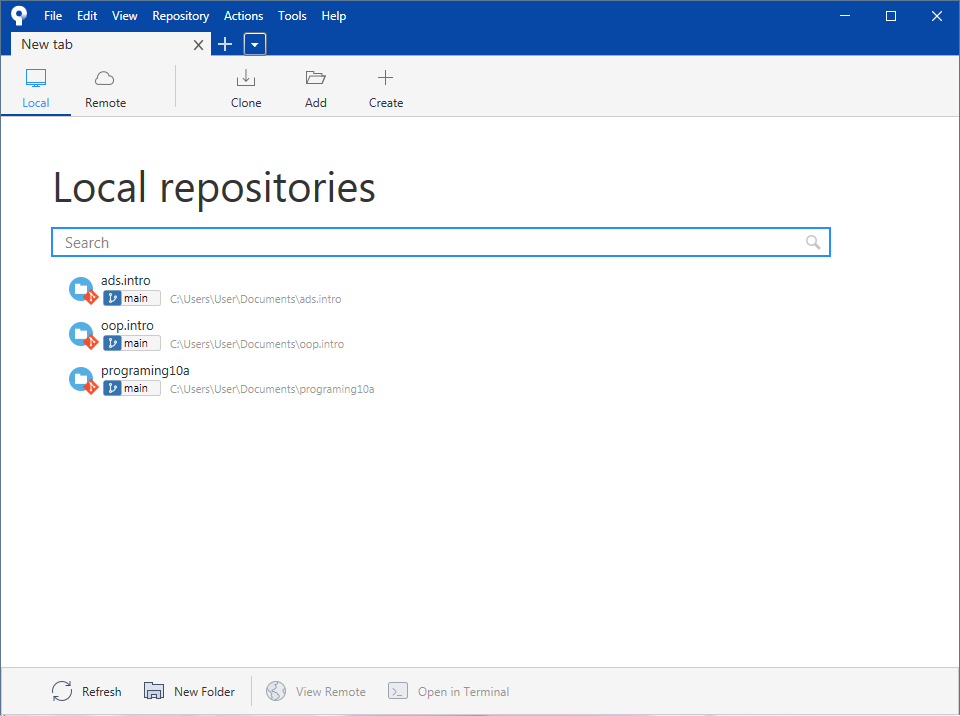 File Edit View Repository Actions Tools Help
New tab
Local Remote Clone Add Create
Local repositories
Search
ads.intro
main C:\Users\User\Documents\ads.intro
oop.intro
main C:\Users\User\Documents\oop.intro
programing10a
main C:\Users\User\Documents\programing10a
Refresh New Folder View Remote Open in Terminal